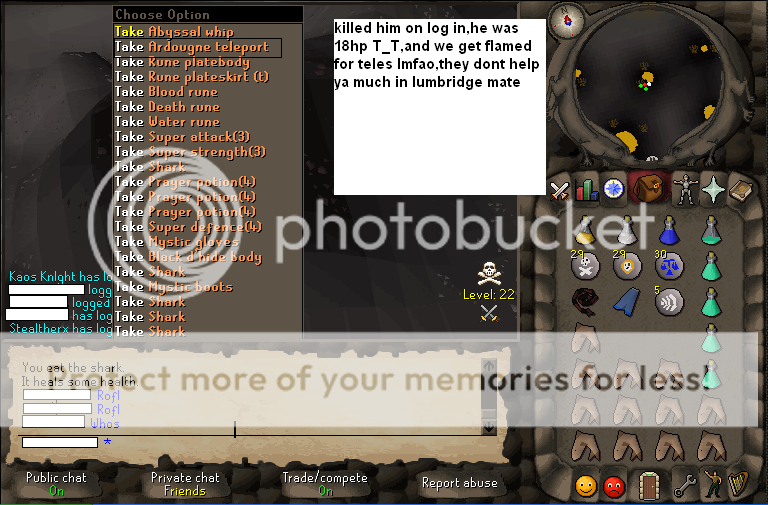 Choose Option
Take Abyssal whip
Take Ardougne teleport
Take Rune platebody
Take Rune plateskirt (t)
Take Blood rune
Take Death rune
Take Water rune
Take Super attack(3)
Take Super strength(3)
Take Shark
Take Prayer potion(4)
Take Prayer potion(4)
Take Prayer potion(4)
Take Super defence(4)
Take Mystic gloves
Take Black d'hide body
Take Shark
Take Mystic boots
Take Shark
Take Shark
Take Shark
killed him on log in,he was
18hp T_T,and we get flamed
for teles lmfao,they dont help
ya much in lumbridge mate
photobucket
Protect more of your memories for less!
Kaos Knight has lo
logg
logged
has log
Stealtherx has log
Level: 22
29
29
30
5
You eat the shark.
It heals some health
Rofl
Rofl
Whos
*
Public chat
On
Private chat
Friends
Trade/compete
On
Report abuse